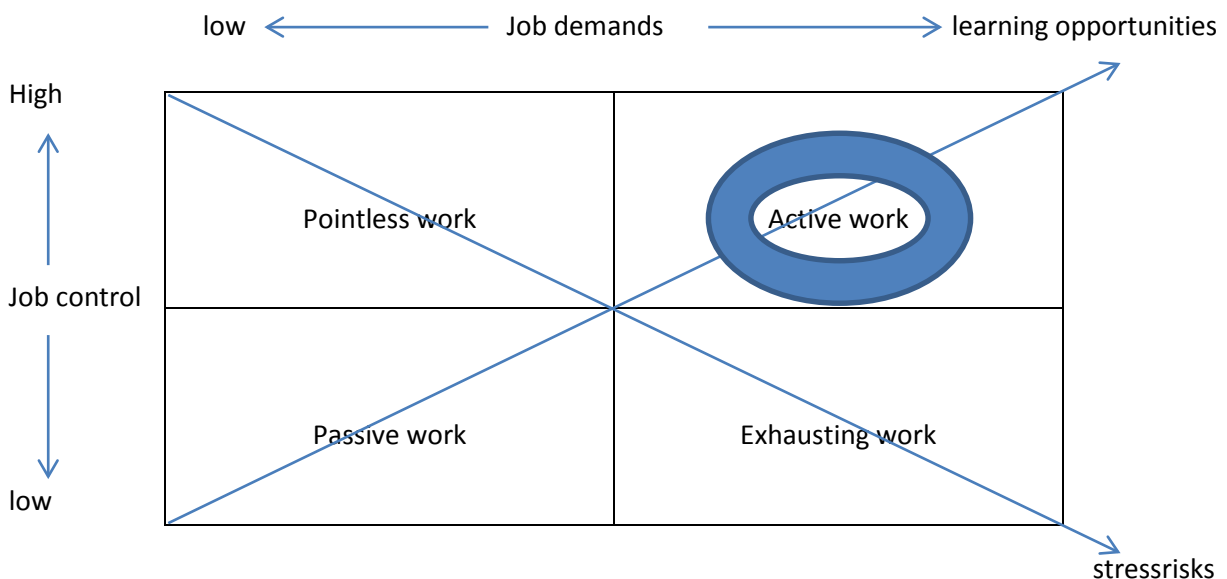 low Job demands learning opportunities
High
Pointless work Active work
Job control
Passive work Exhausting work
low
stressrisks